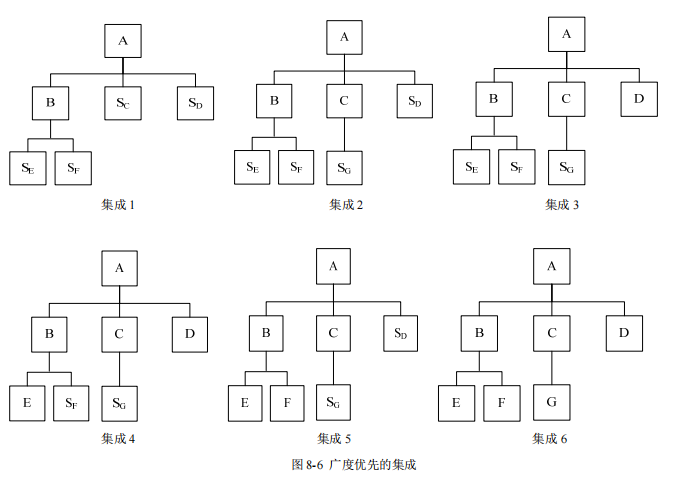 A
B S_C S_D
S_E S_F
集成 1
A
B C S_D
S_E S_F S_G
集成 2
A
B C D
S_E S_F S_G
集成 3
A
B C D
E S_F S_G
集成 4
A
B C S_D
E F S_G
集成 5
A
B C D
E F G
集成 6
图 8-6 广度优先的集成